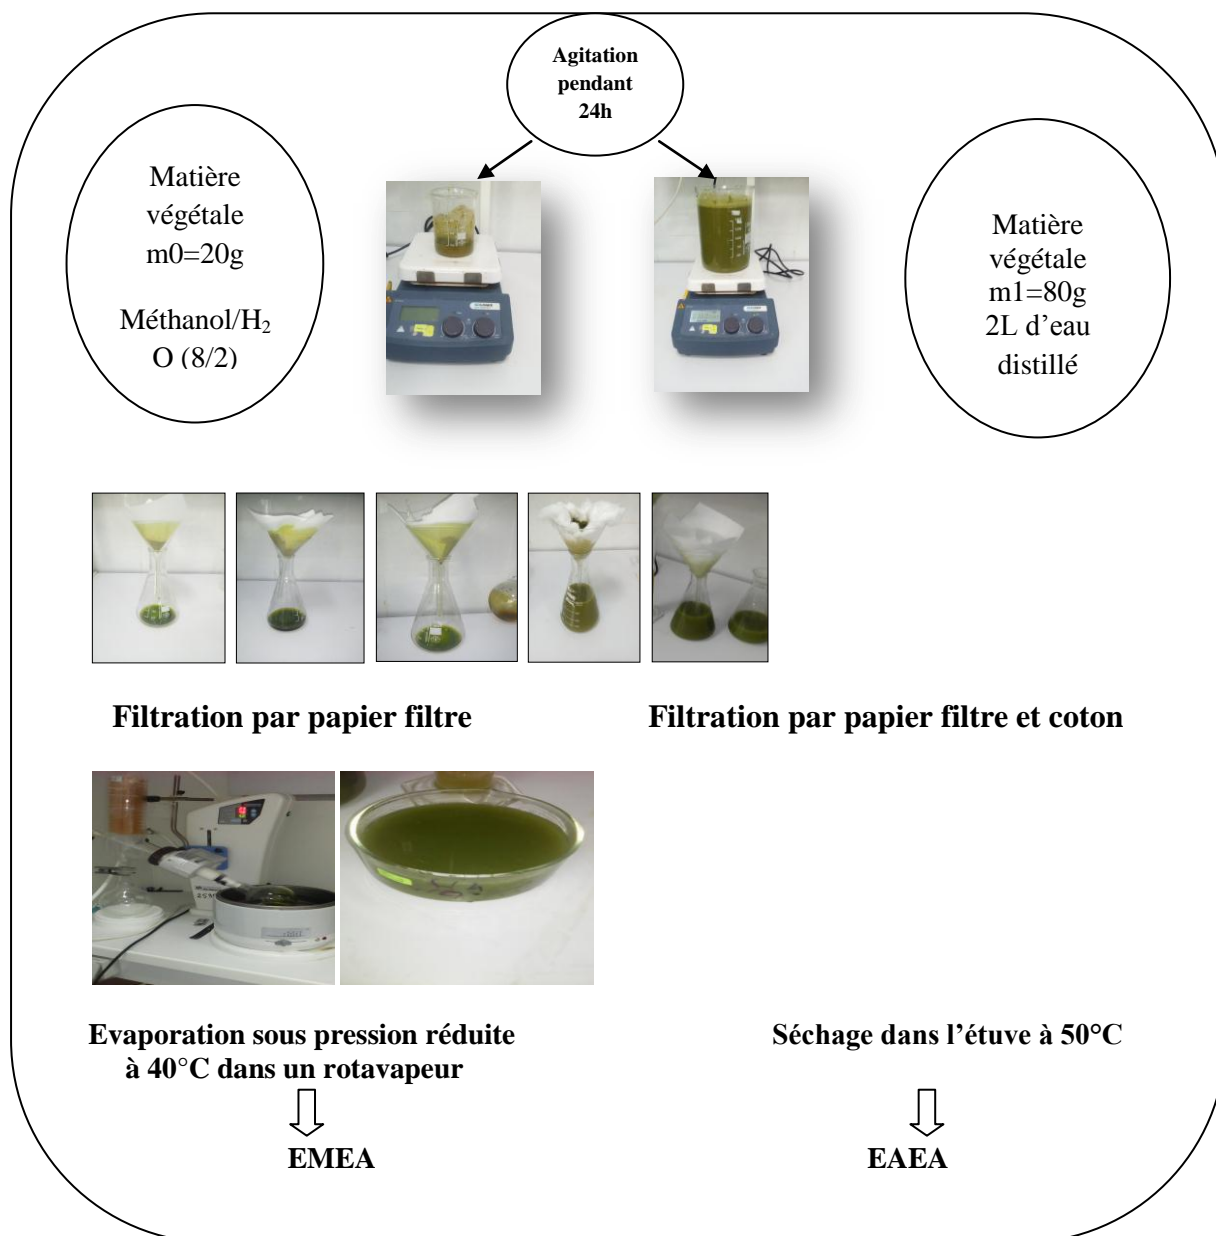 Agitation
pendant
24h
Matière
végétale
m0=20g
Méthanol/H₂
O (8/2)
Matière
végétale
m1=80g
2L d’eau
distillé
Filtration par papier filtre
Filtration par papier filtre et coton
Evaporation sous pression réduite
à 40°C dans un rotavapeur
Séchage dans l’étuve à 50°C
EMEA
EAEA